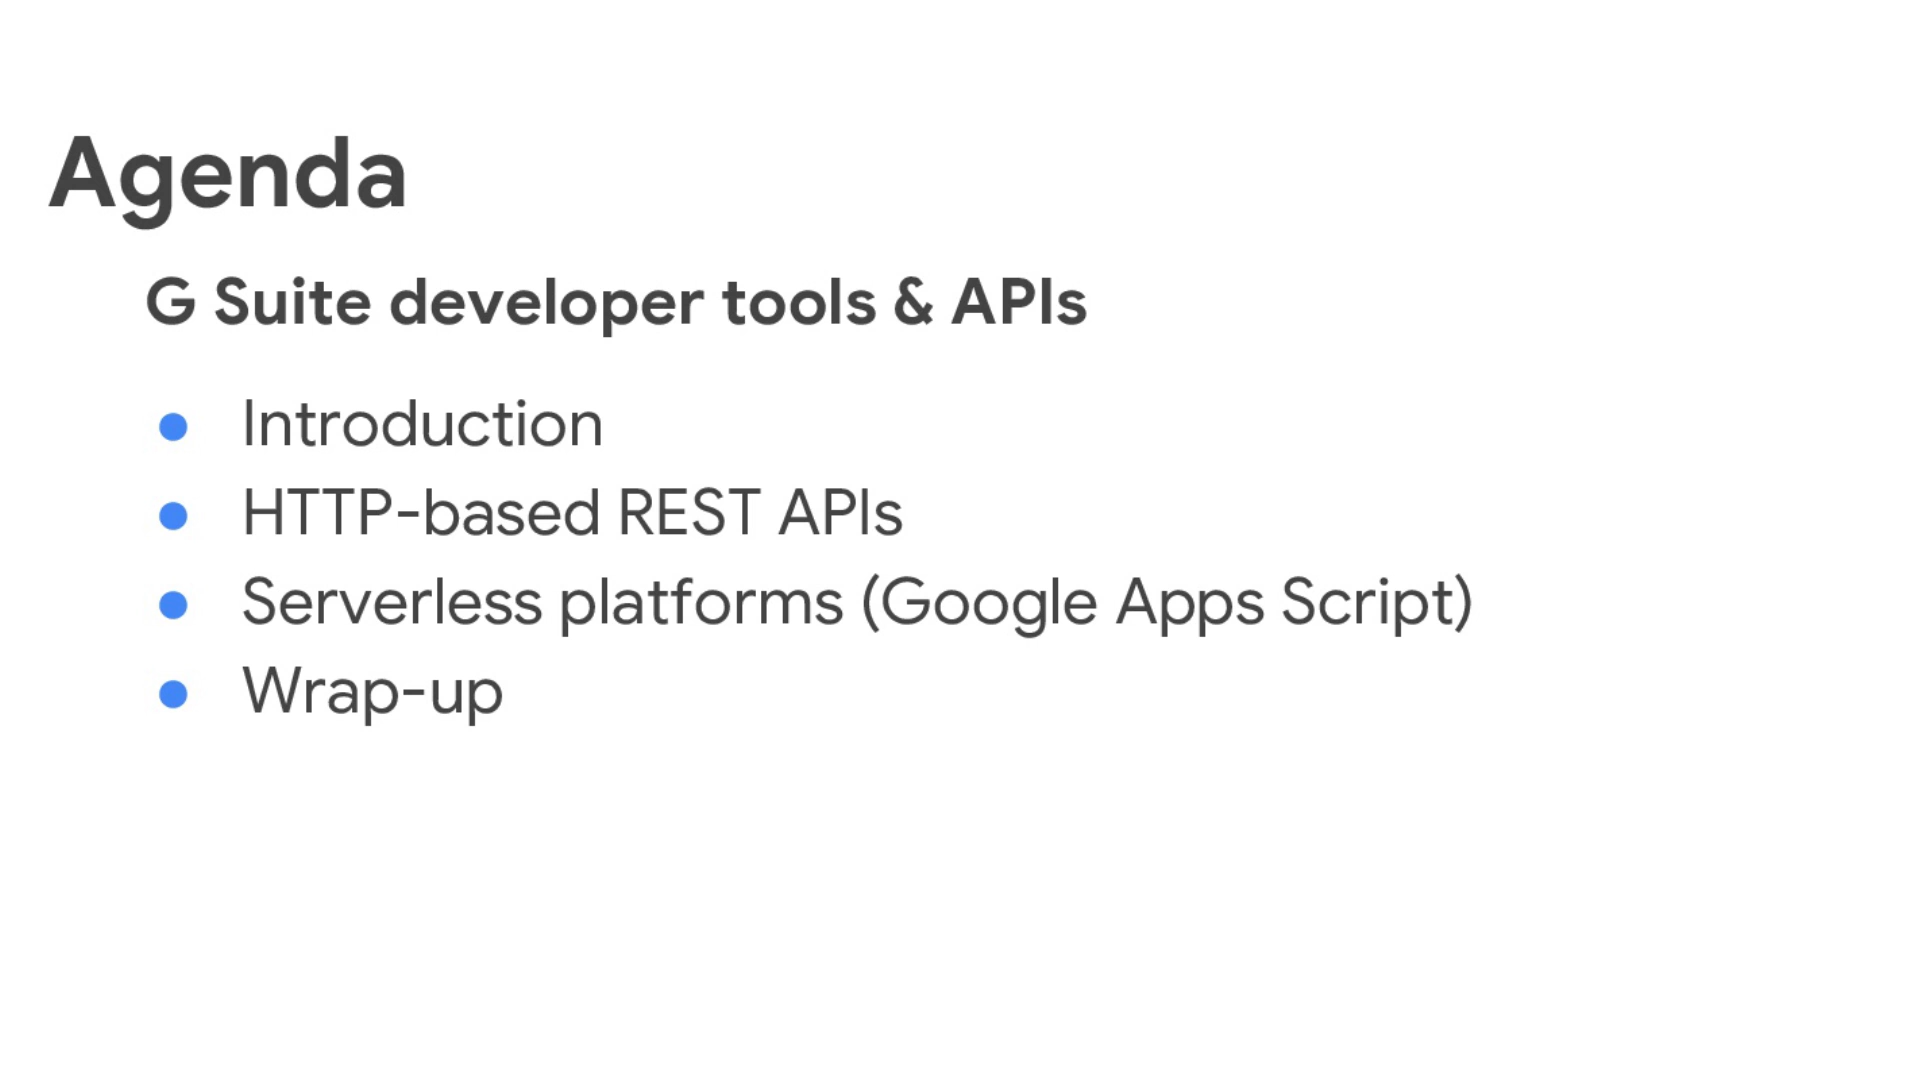 Agenda
G Suite developer tools & APIs
● Introduction
● HTTP-based REST APIs
● Serverless platforms (Google Apps Script)
● Wrap-up